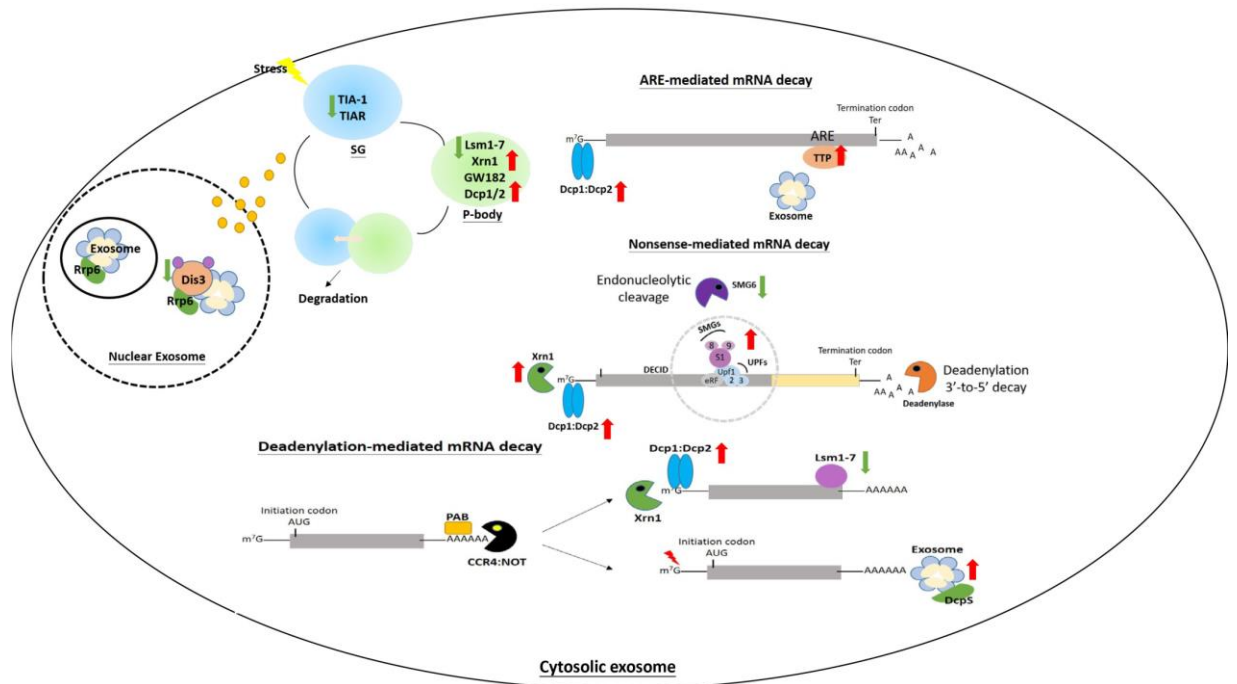 Stress
TIA-1
TIAR
SG
Lsm1-7
Xrn1
GW182
Dcp1/2
P-body
Degradation
Exosome
Rrp6
Dis3
Rrp6
Nuclear Exosome
ARE-mediated mRNA decay
Termination codon
Ter
m⁷G
ARE
TTP
A
AA A A A
Dcp1:Dcp2
Exosome
Nonsense-mediated mRNA decay
Endonucleolytic
cleavage
SMG6
SMGs
8 9
S1
UPFs
Upf1
eRF 2 3
DECID
Xrn1
m⁷G
Dcp1:Dcp2
Termination codon
Ter
A
AA A A A
Deadenylase
Deadenylation
3’-to-5’ decay
Deadenylation-mediated mRNA decay
Initiation codon
AUG
m⁷G
PAB
AAAAAA
CCR4:NOT
Dcp1:Dcp2
Lsm1-7
m⁷G
AAAAAA
Xrn1
Initiation codon
AUG
m⁷G
AAAAAA
Exosome
DcpS
Cytosolic exosome